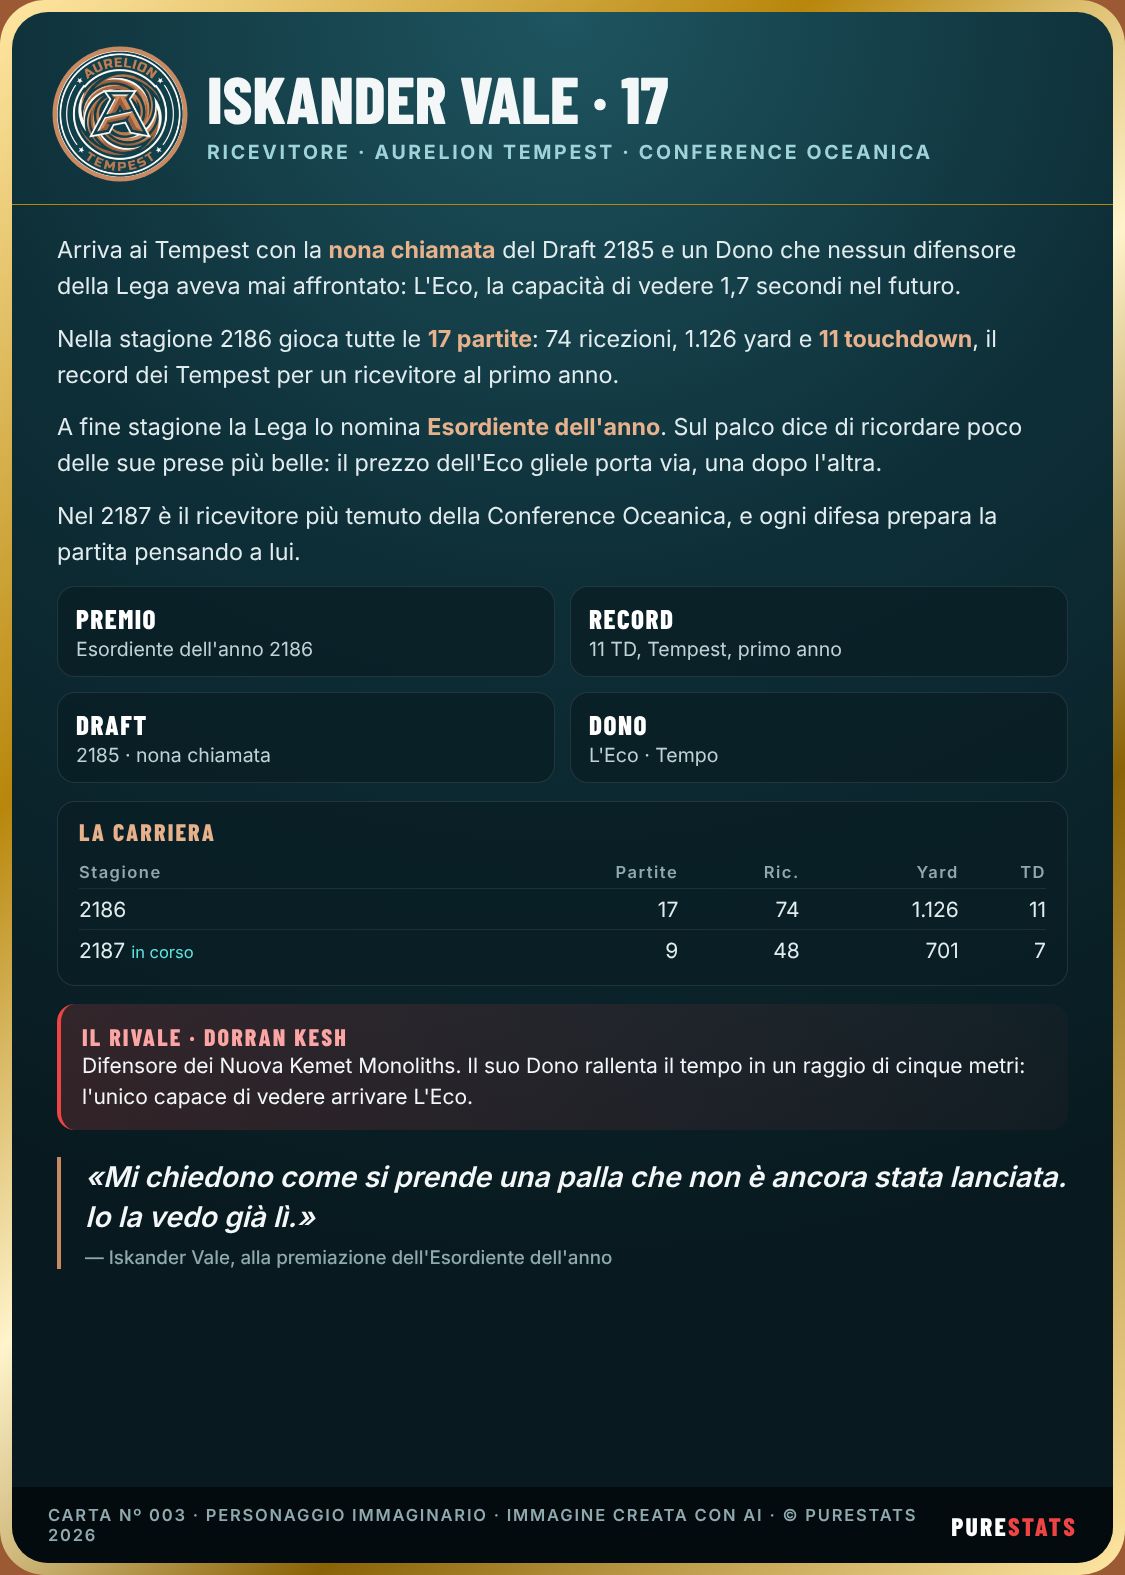 AURELION
A
TEMPEST
ISKANDER VALE · 17
RICEVITORE · AURELION TEMPEST · CONFERENCE OCEANICA
Arriva ai Tempest con la nona chiamata del Draft 2185 e un Dono che nessun difensore
della Lega aveva mai affrontato: L'Eco, la capacità di vedere 1,7 secondi nel futuro.
Nella stagione 2186 gioca tutte le 17 partite: 74 ricezioni, 1.126 yard e 11 touchdown, il
record dei Tempest per un ricevitore al primo anno.
A fine stagione la Lega lo nomina Esordiente dell'anno. Sul palco dice di ricordare poco
delle sue prese più belle: il prezzo dell'Eco gliele porta via, una dopo l'altra.
Nel 2187 è il ricevitore più temuto della Conference Oceanica, e ogni difesa prepara la
partita pensando a lui.
PREMIO
Esordiente dell'anno 2186
RECORD
11 TD, Tempest, primo anno
DRAFT
2185 · nona chiamata
DONO
L'Eco · Tempo
LA CARRIERA
Stagione Partite Ric. Yard TD
2186 17 74 1.126 11
2187 in corso 9 48 701 7
IL RIVALE · DORRAN KESH
Difensore dei Nuova Kemet Monoliths. Il suo Dono rallenta il tempo in un raggio di cinque metri:
l'unico capace di vedere arrivare L'Eco.
«Mi chiedono come si prende una palla che non è ancora stata lanciata.
Io la vedo già lì.»
— Iskander Vale, alla premiazione dell'Esordiente dell'anno
CARTA Nº 003 · PERSONAGGIO IMMAGINARIO · IMMAGINE CREATA CON AI · © PURESTATS
2026
PURESTATS